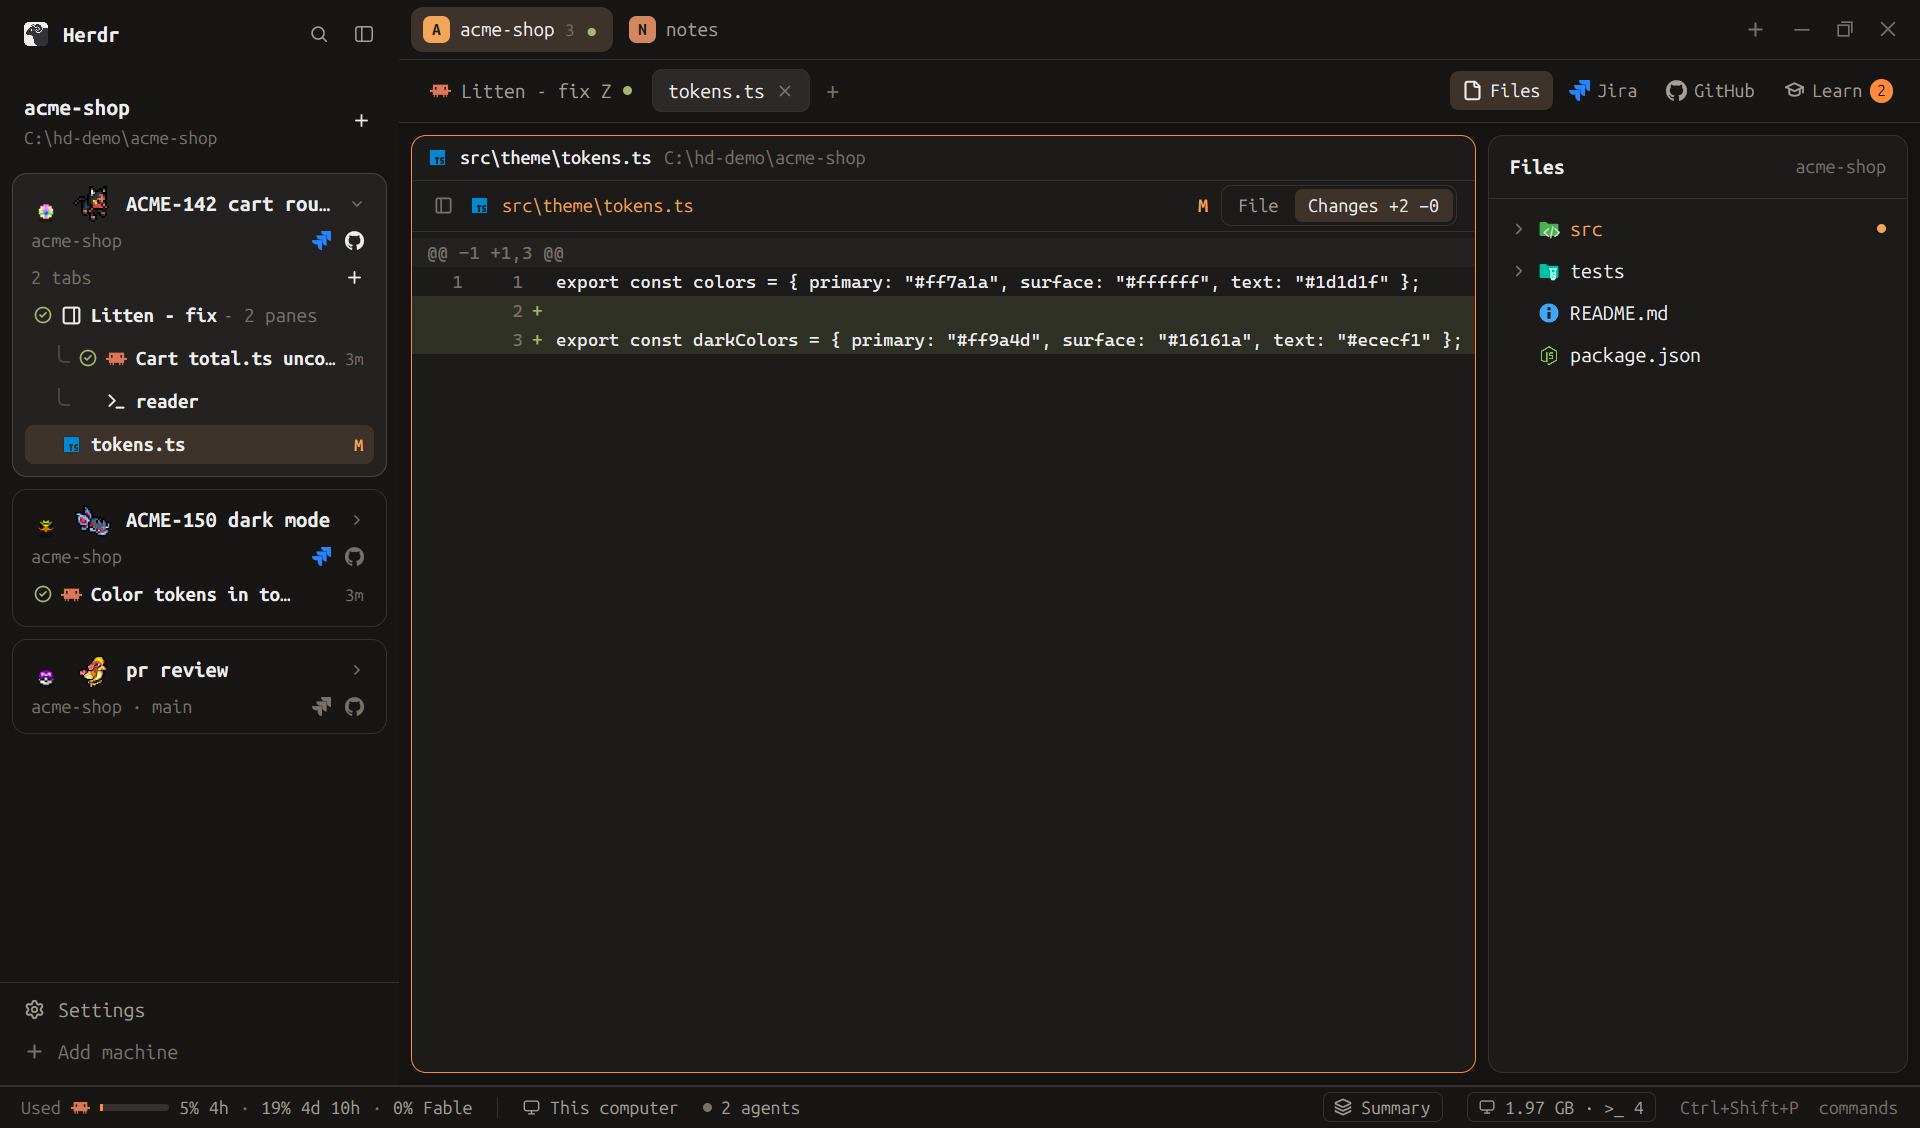 Herdr
acme-shop
C:\hd-demo\acme-shop
ACME-142 cart rou…
acme-shop
2 tabs
Litten - fix - 2 panes
Cart total.ts unco… 3m
reader
TS tokens.ts M
ACME-150 dark mode
acme-shop
Color tokens in to… 3m
pr review
acme-shop · main
Settings
+ Add machine
A acme-shop 3
N notes
Litten - fix Z
tokens.ts
Files
Jira
GitHub
Learn 2
TS src\theme\tokens.ts C:\hd-demo\acme-shop
TS src\theme\tokens.ts M File Changes +2 −0
@@ −1 +1,3 @@
1 1 export const colors = { primary: "#ff7a1a", surface: "#ffffff", text: "#1d1d1f" };
2 +
3 + export const darkColors = { primary: "#ff9a4d", surface: "#16161a", text: "#ececf1" };
Files acme-shop
src
tests
README.md
package.json
Used 5% 4h · 19% 4d 10h · 0% Fable
This computer
2 agents
Summary
1.97 GB · >_ 4
Ctrl+Shift+P commands